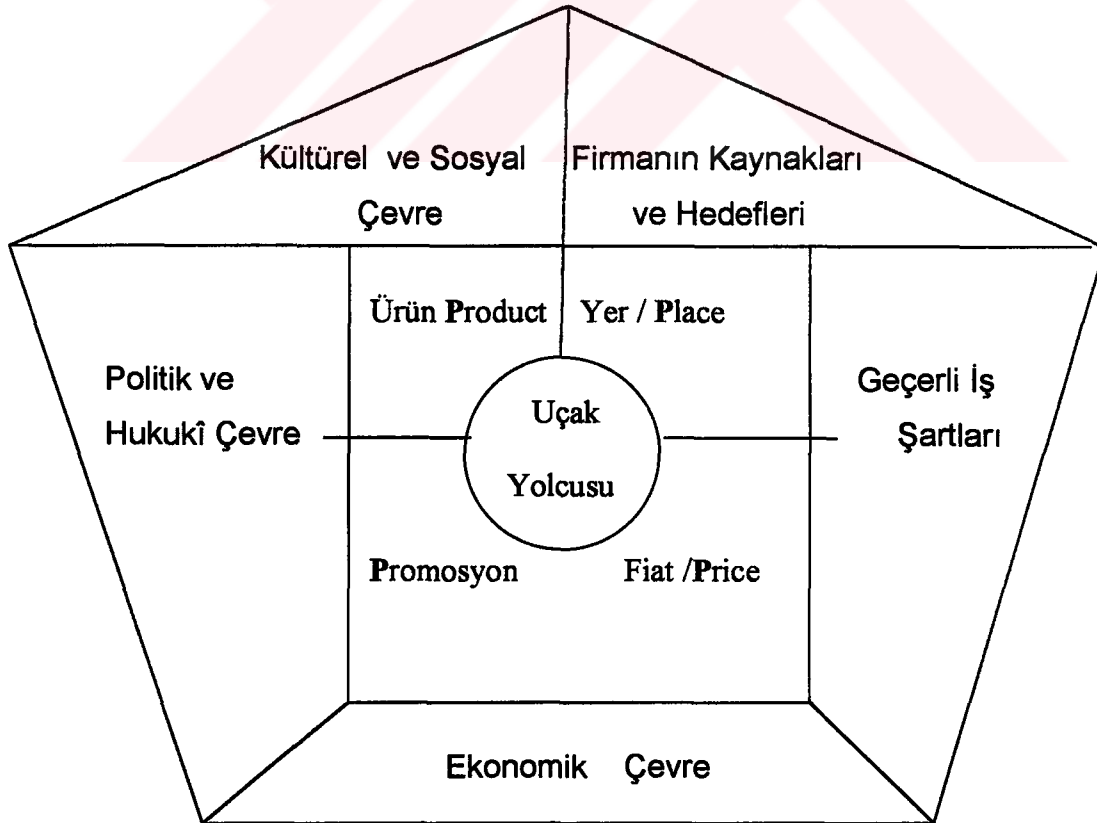 Kültürel ve Sosyal
Çevre
Firmanın Kaynakları
ve Hedefleri
Ürün Product
Yer / Place
Politik ve
Hukukî Çevre
Uçak
Yolcusu
Geçerli İş
Şartları
Promosyon
Fiat /Price
Ekonomik Çevre